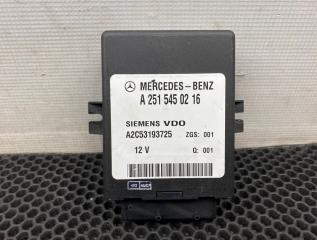 MERCEDES-BENZ
A 251 545 02 16
SIEMENS VDO
A2C53193725 ZGS: 001
12 V Q: 001